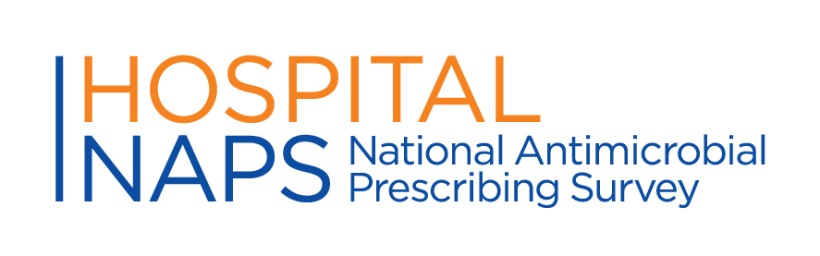 HOSPITAL
NAPS National Antimicrobial
Prescribing Survey